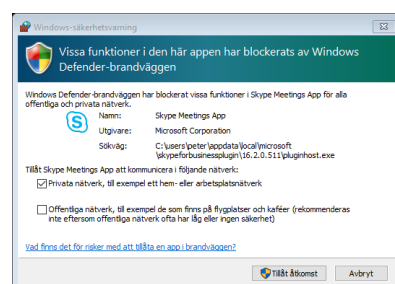 Windows-säkerhetsvarning
Vissa funktioner i den här appen har blockerats av Windows
Defender-brandväggen
Windows Defender-brandväggen har blockerat vissa funktioner i Skype Meetings App för alla
offentliga och privata nätverk.
Namn: Skype Meetings App
Utgivare: Microsoft Corporation
Sökväg: C:\users\peter\appdata\local\microsoft
\skypeforbusinessplugin\16.2.0.511\pluginhost.exe
Tillåt Skype Meetings App att kommunicera i följande nätverk:
Privata nätverk, till exempel ett hem- eller arbetsplatsnätverk
Offentliga nätverk, till exempel de som finns på flygplatser och kaféer (rekommenderas
inte eftersom offentliga nätverk ofta har låg eller ingen säkerhet)
Vad finns det för risker med att tillåta en app i brandväggen?
Tillåt åtkomst Avbryt